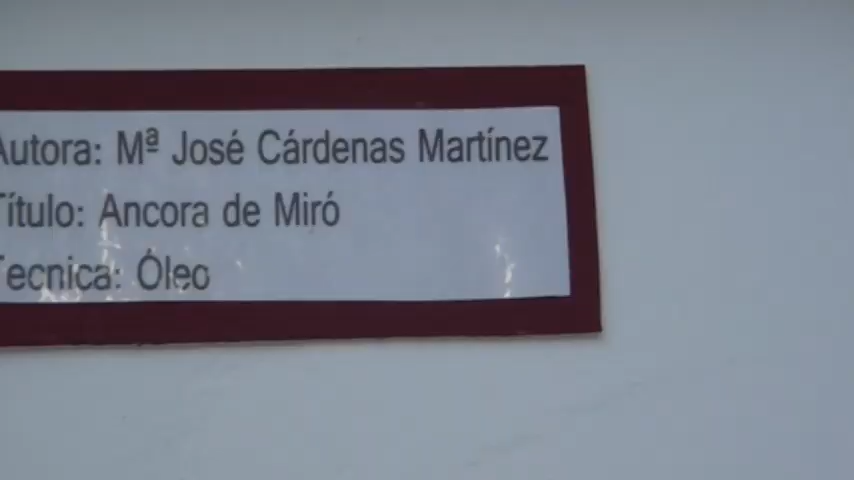 Autora: Mª José Cárdenas Martínez
Título: Ancora de Miró
Tecnica: Óleo